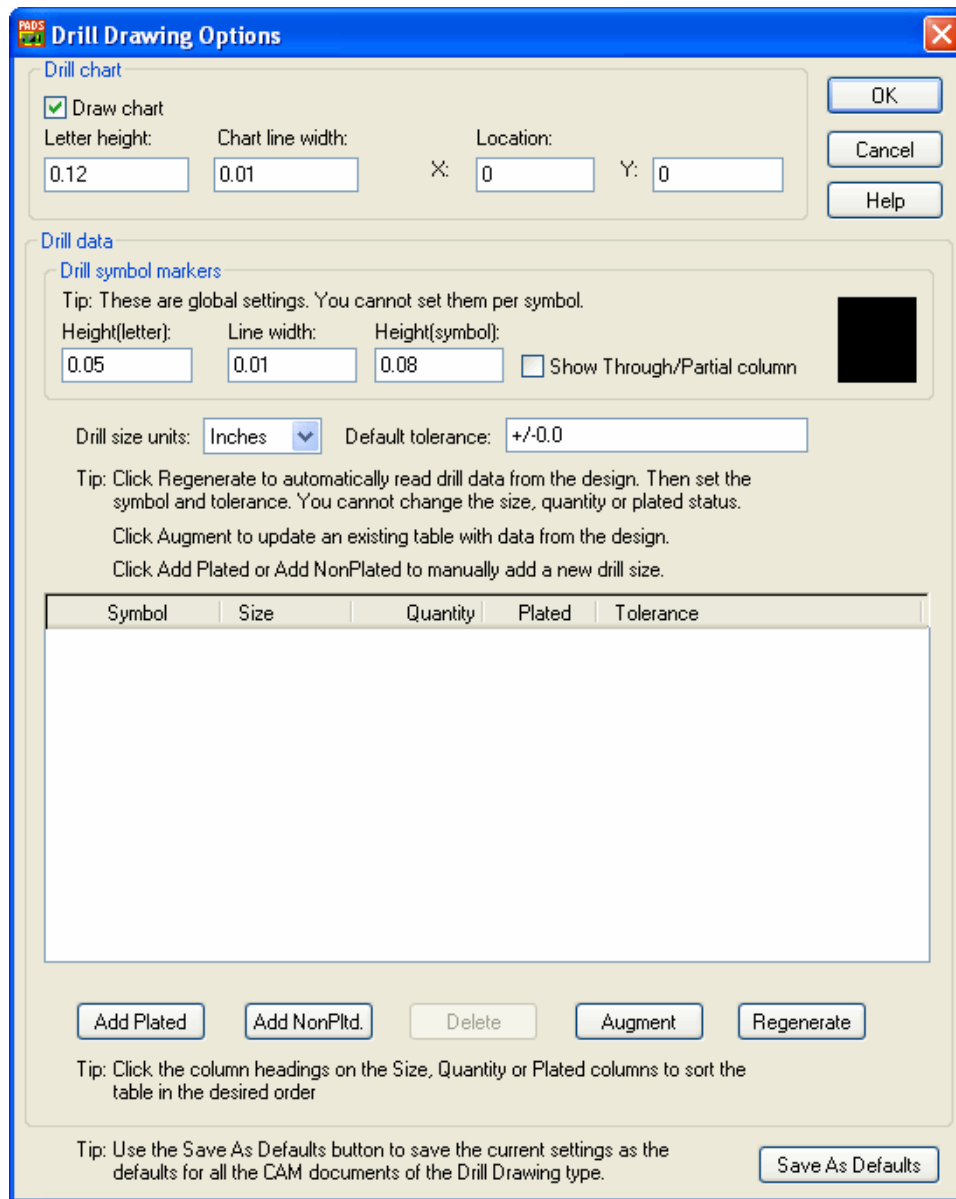 PADS Drill Drawing Options
Drill chart
Draw chart
OK
Letter height: Chart line width: Location:
Cancel
0.12 0.01 X: 0 Y: 0
Help
Drill data
Drill symbol markers
Tip: These are global settings. You cannot set them per symbol.
Height(letter): Line width: Height(symbol):
0.05 0.01 0.08 Show Through/Partial column
Drill size units: Inches Default tolerance: +/-0.0
Tip: Click Regenerate to automatically read drill data from the design. Then set the
symbol and tolerance. You cannot change the size, quantity or plated status.
Click Augment to update an existing table with data from the design.
Click Add Plated or Add NonPlated to manually add a new drill size.
Symbol Size Quantity Plated Tolerance
Add Plated Add NonPltd. Delete Augment Regenerate
Tip: Click the column headings on the Size, Quantity or Plated columns to sort the
table in the desired order
Tip: Use the Save As Defaults button to save the current settings as the
defaults for all the CAM documents of the Drill Drawing type.
Save As Defaults